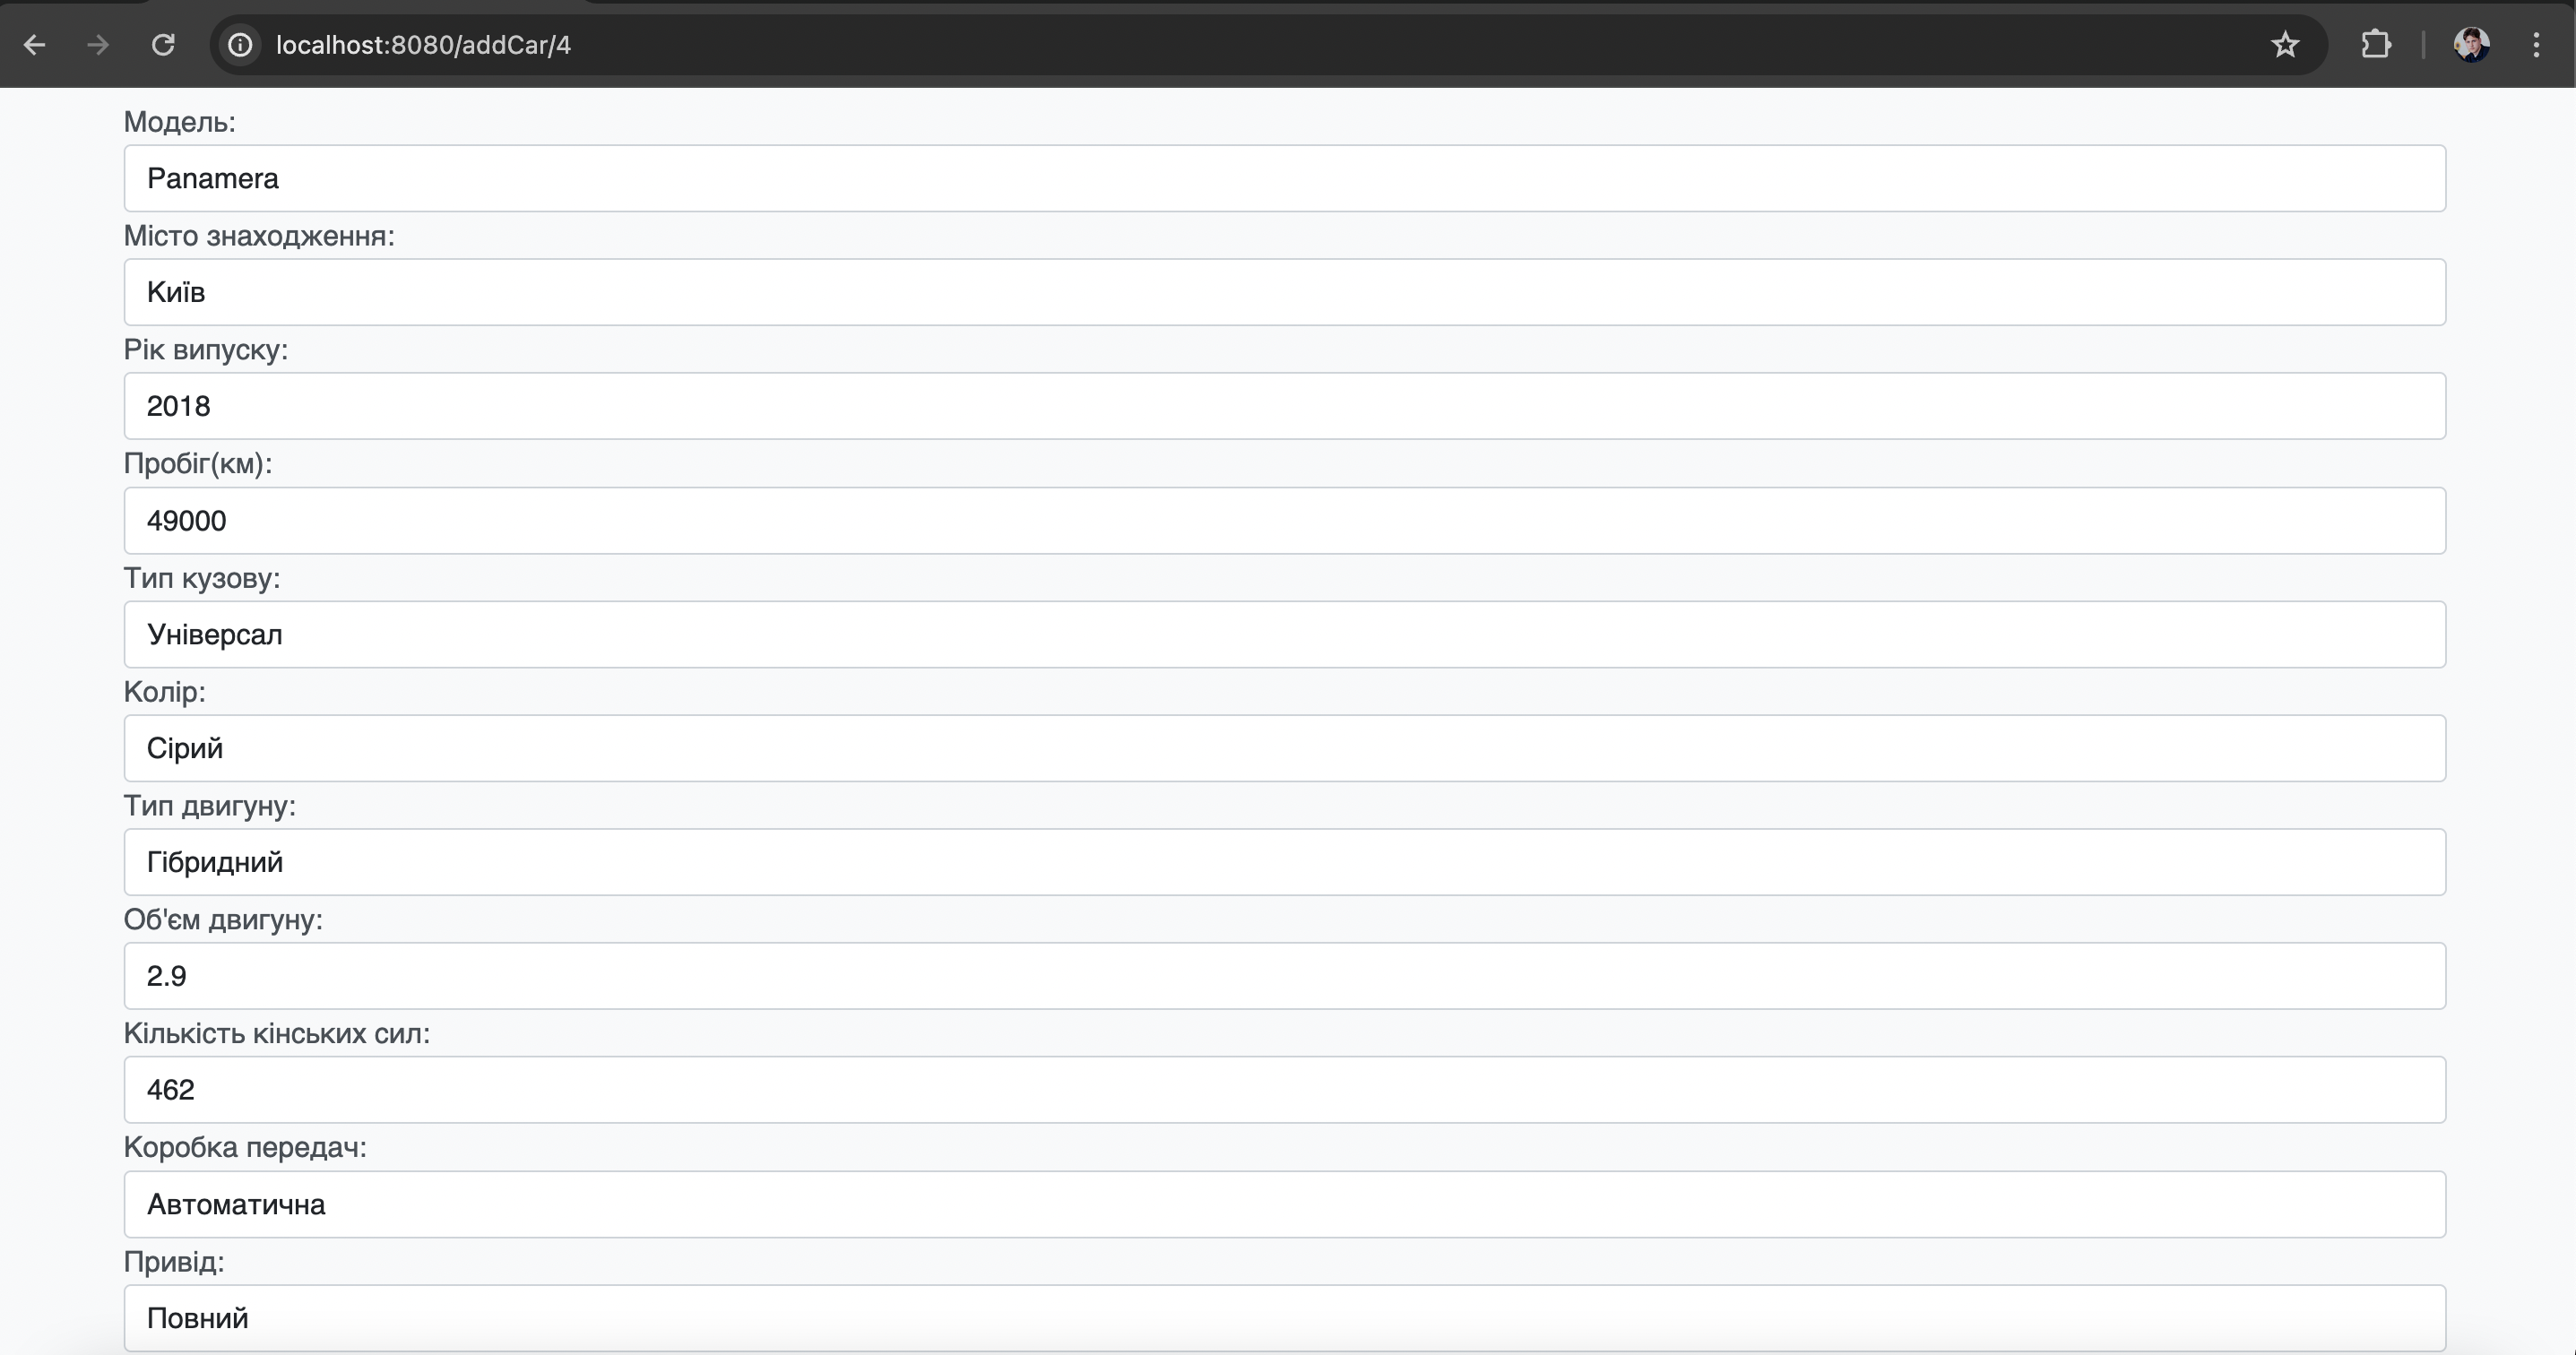 localhost:8080/addCar/4
Модель:
Panamera
Місто знаходження:
Київ
Рік випуску:
2018
Пробіг(км):
49000
Тип кузову:
Універсал
Колір:
Сірий
Тип двигуну:
Гібридний
Об'єм двигуну:
2.9
Кількість кінських сил:
462
Коробка передач:
Автоматична
Привід:
Повний